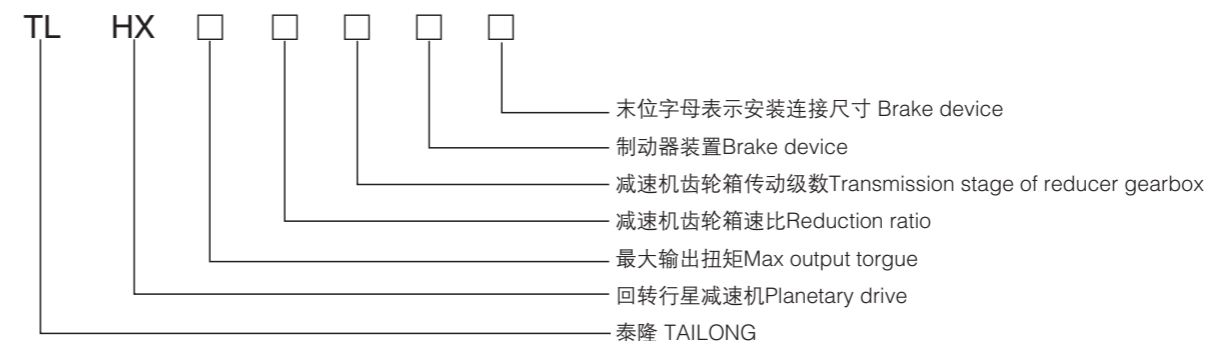 TL HX □ □ □ □ □
末位字母表示安装连接尺寸 Brake device
制动器装置Brake device
减速机齿轮箱传动级数Transmission stage of reducer gearbox
减速机齿轮箱速比Reduction ratio
最大输出扭矩Max output torgue
回转行星减速机Planetary drive
泰隆 TAILONG